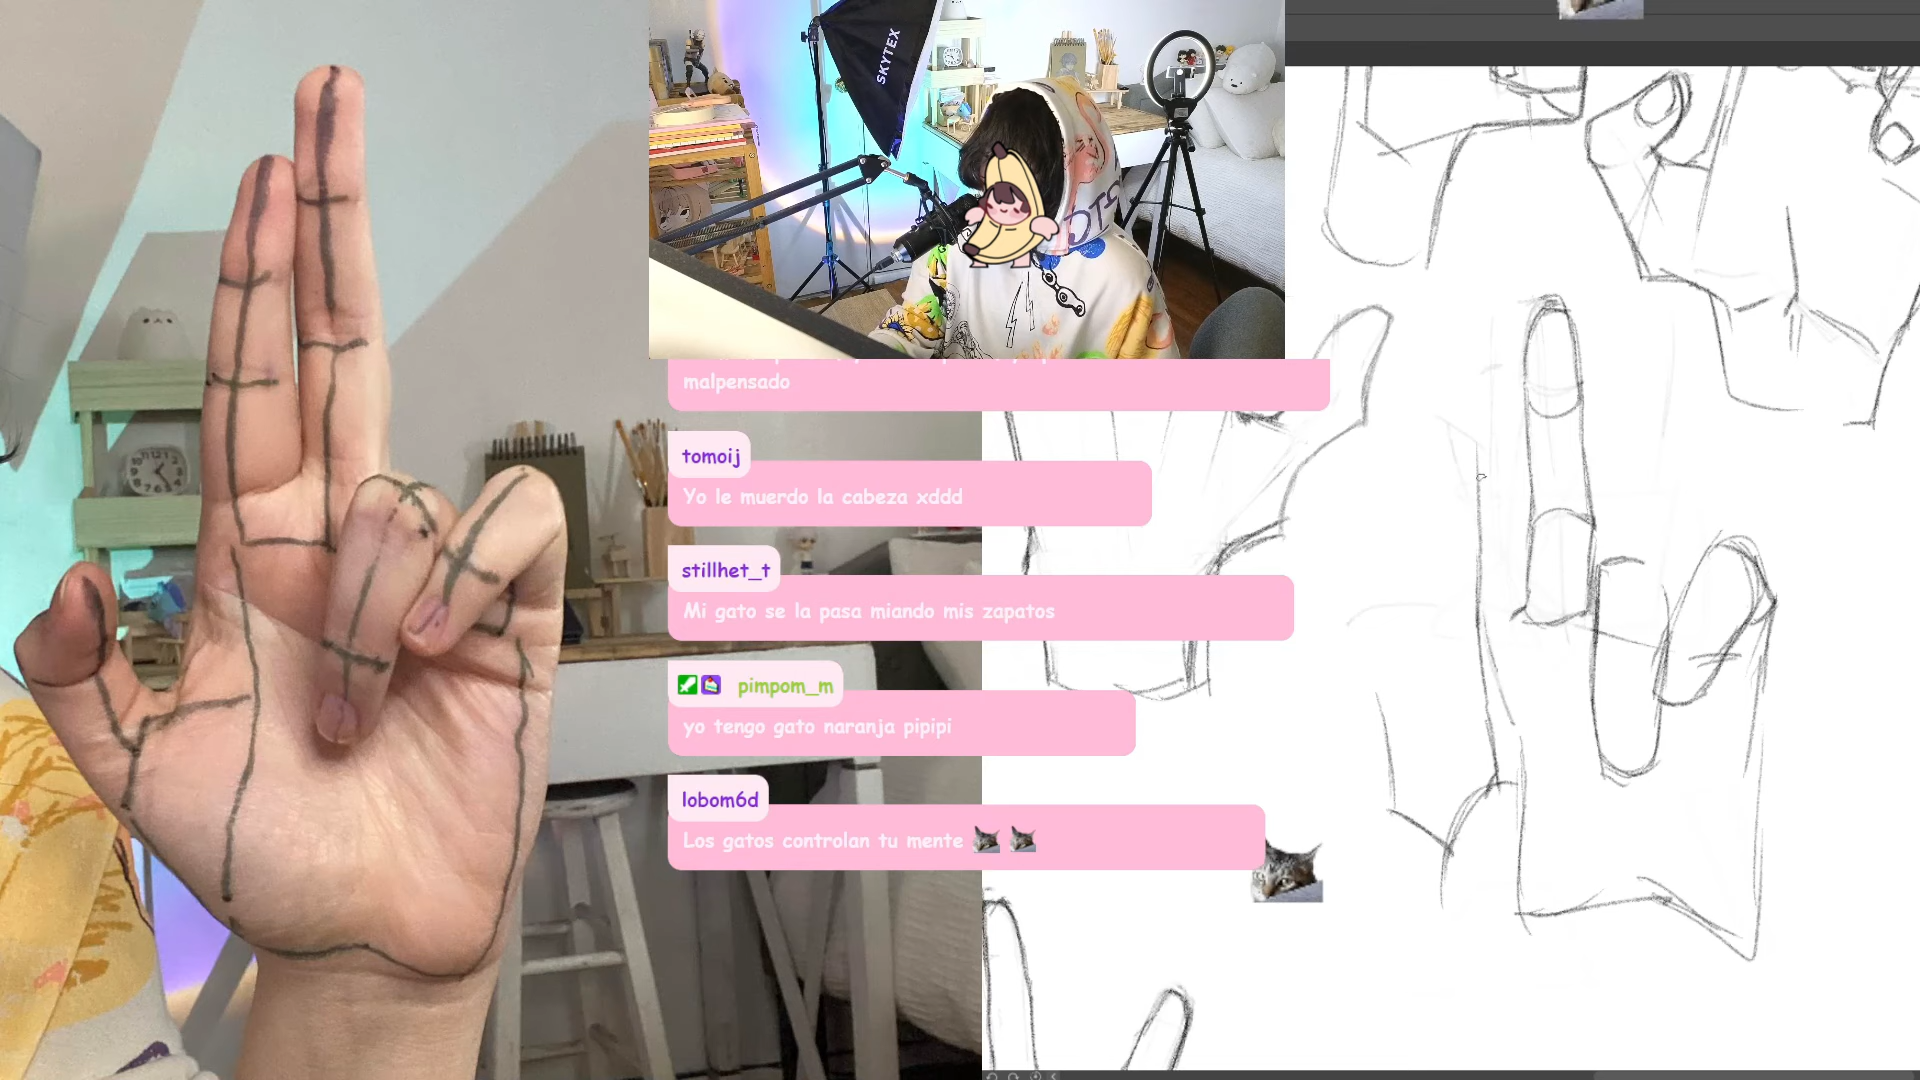 SKYTEX
malpensado
tomoij
Yo le muerdo la cabeza xddd
stillhet_t
Mi gato se la pasa miando mis zapatos
pimpom_m
yo tengo gato naranja pipipi
lobom6d
Los gatos controlan tu mente